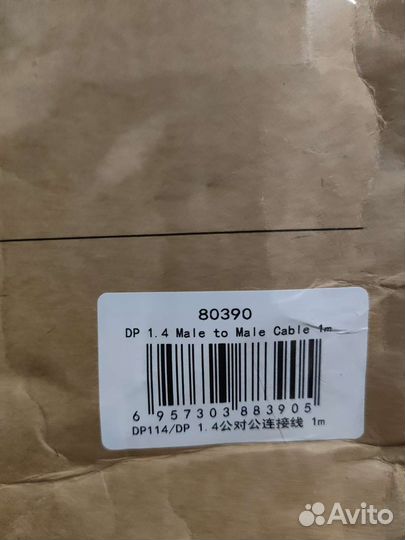 80390
DP 1.4 Male to Male Cable 1m
6 957303 883905
DP114/DP 1.4公对公连接线 1m
Avito